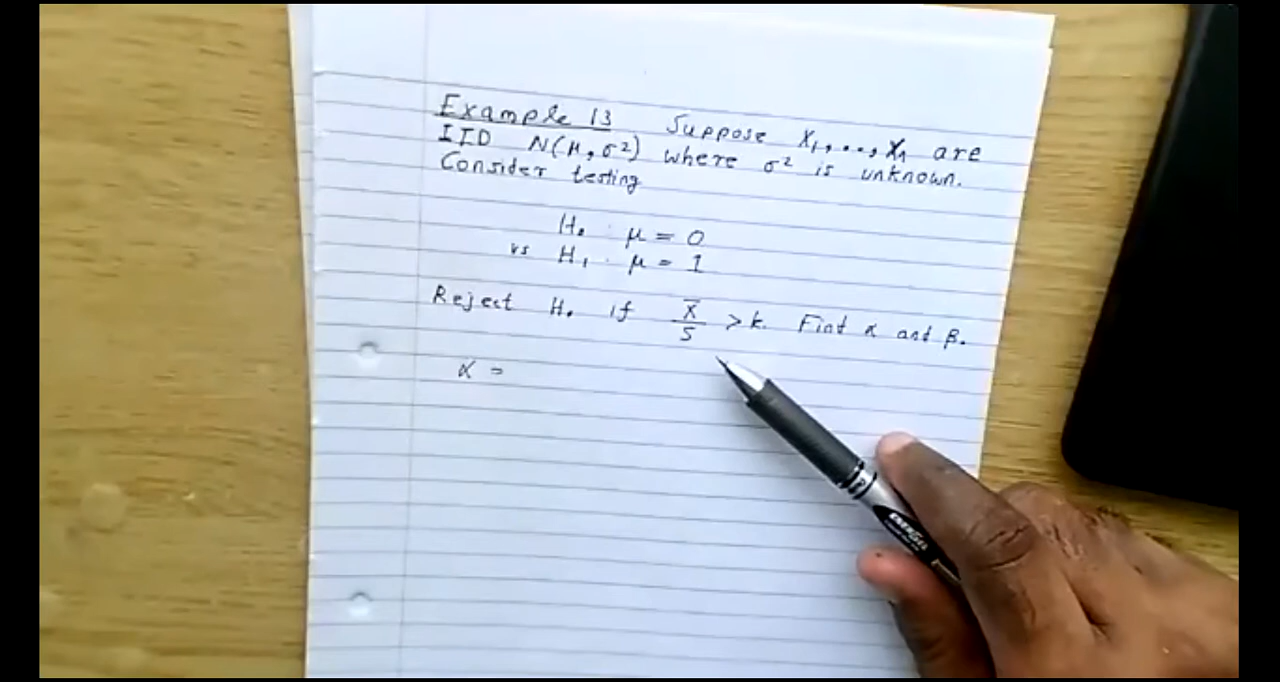 Example 13 Suppose X₁, ..., Xₙ are
IID N(μ, σ²) where σ² is unknown.
Consider testing
H₀ : μ = 0
vs H₁ : μ = 1
Reject H₀ if X̄/S > k. Find α and β.
α =
ENERGEL